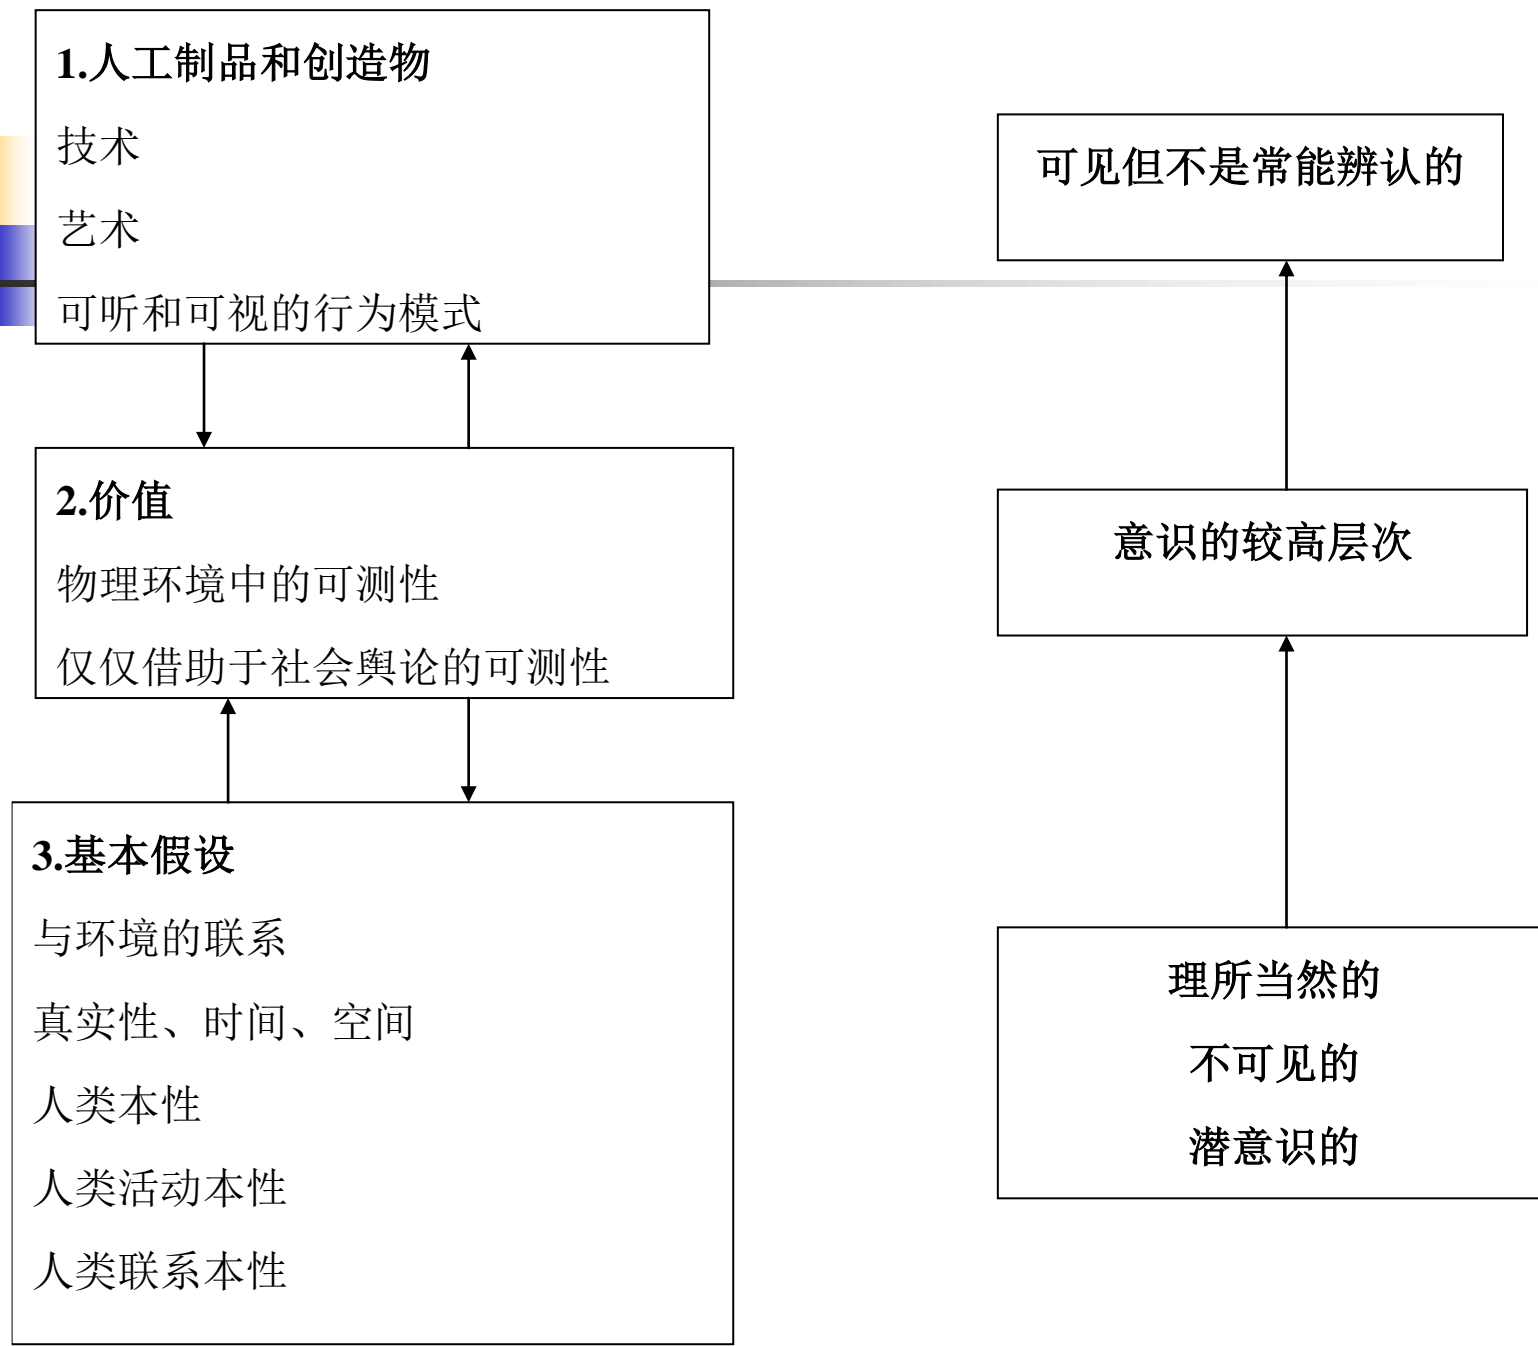 1.人工制品和创造物
技术
艺术
可听和可视的行为模式
2.价值
物理环境中的可测性
仅仅借助于社会舆论的可测性
3.基本假设
与环境的联系
真实性、时间、空间
人类本性
人类活动本性
人类联系本性
可见但不是常能辨认的
意识的较高层次
理所当然的
不可见的
潜意识的